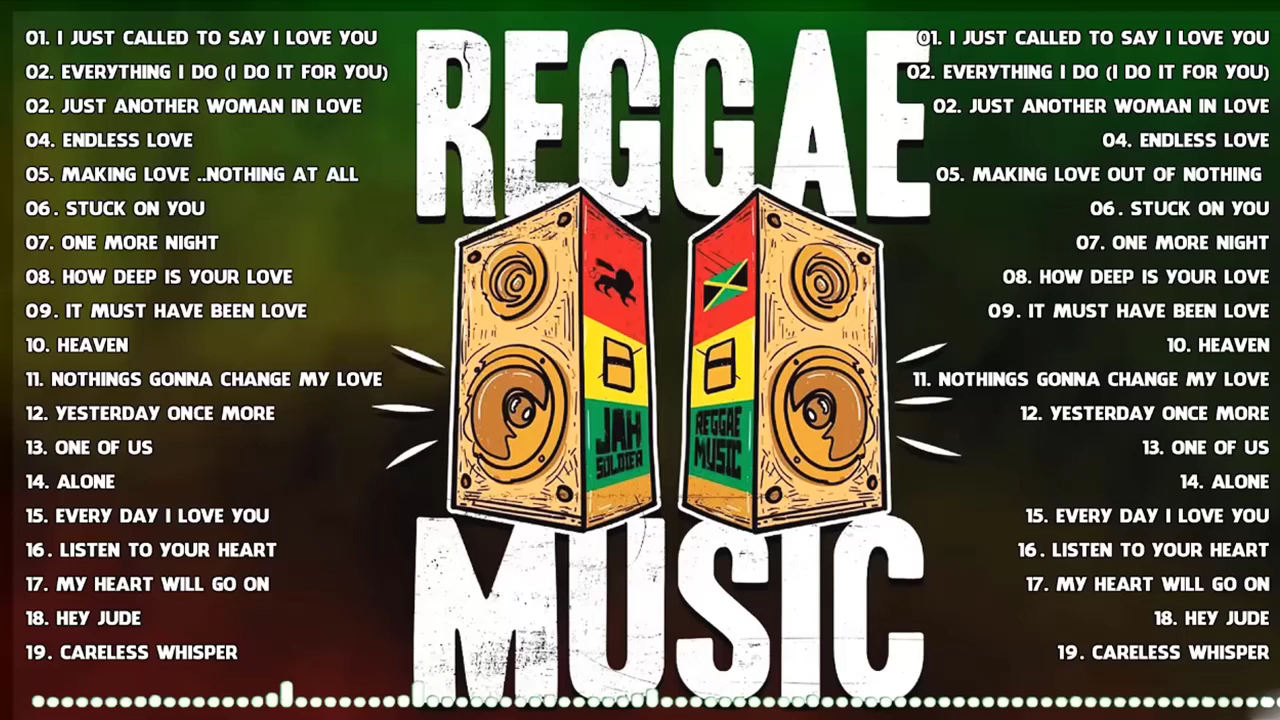 01. I JUST CALLED TO SAY I LOVE YOU
02. EVERYTHING I DO (I DO IT FOR YOU)
02. JUST ANOTHER WOMAN IN LOVE
04. ENDLESS LOVE
05. MAKING LOVE ..NOTHING AT ALL
06. STUCK ON YOU
07. ONE MORE NIGHT
08. HOW DEEP IS YOUR LOVE
09. IT MUST HAVE BEEN LOVE
10. HEAVEN
11. NOTHINGS GONNA CHANGE MY LOVE
12. YESTERDAY ONCE MORE
13. ONE OF US
14. ALONE
15. EVERY DAY I LOVE YOU
16. LISTEN TO YOUR HEART
17. MY HEART WILL GO ON
18. HEY JUDE
19. CARELESS WHISPER
REGGAE
JAH
SOLDIER
REGGAE
MUSIC
MUSIC
01. I JUST CALLED TO SAY I LOVE YOU
02. EVERYTHING I DO (I DO IT FOR YOU)
02. JUST ANOTHER WOMAN IN LOVE
04. ENDLESS LOVE
05. MAKING LOVE OUT OF NOTHING
06. STUCK ON YOU
07. ONE MORE NIGHT
08. HOW DEEP IS YOUR LOVE
09. IT MUST HAVE BEEN LOVE
10. HEAVEN
11. NOTHINGS GONNA CHANGE MY LOVE
12. YESTERDAY ONCE MORE
13. ONE OF US
14. ALONE
15. EVERY DAY I LOVE YOU
16. LISTEN TO YOUR HEART
17. MY HEART WILL GO ON
18. HEY JUDE
19. CARELESS WHISPER